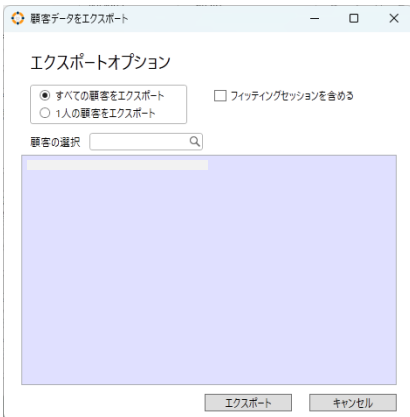 顧客データをエクスポート
エクスポートオプション
すべての顧客をエクスポート
1人の顧客をエクスポート
フィッティングセッションを含める
顧客の選択
エクスポート
キャンセル